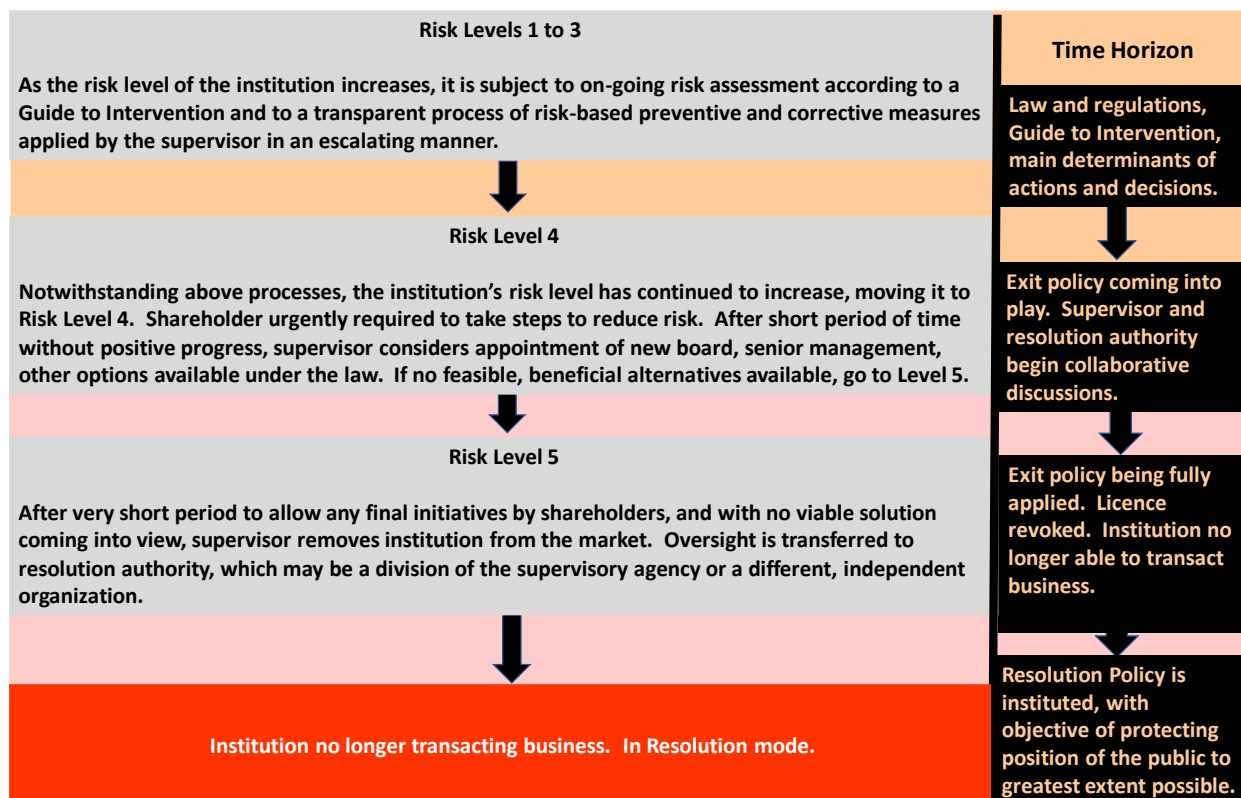 Risk Levels 1 to 3
As the risk level of the institution increases, it is subject to on-going risk assessment according to a
Guide to Intervention and to a transparent process of risk-based preventive and corrective measures
applied by the supervisor in an escalating manner.
Risk Level 4
Notwithstanding above processes, the institution’s risk level has continued to increase, moving it to
Risk Level 4.  Shareholder urgently required to take steps to reduce risk.  After short period of time
without positive progress, supervisor considers appointment of new board, senior management,
other options available under the law.  If no feasible, beneficial alternatives available, go to Level 5.
Risk Level 5
After very short period to allow any final initiatives by shareholders, and with no viable solution
coming into view, supervisor removes institution from the market.  Oversight is transferred to
resolution authority, which may be a division of the supervisory agency or a different, independent
organization.
Institution no longer transacting business.  In Resolution mode.
Time Horizon
Law and regulations,
Guide to Intervention,
main determinants of
actions and decisions.
Exit policy coming into
play.  Supervisor and
resolution authority
begin collaborative
discussions.
Exit policy being fully
applied.  Licence
revoked.  Institution no
longer able to transact
business.
Resolution Policy is
instituted, with
objective of protecting
position of the public to
greatest extent possible.